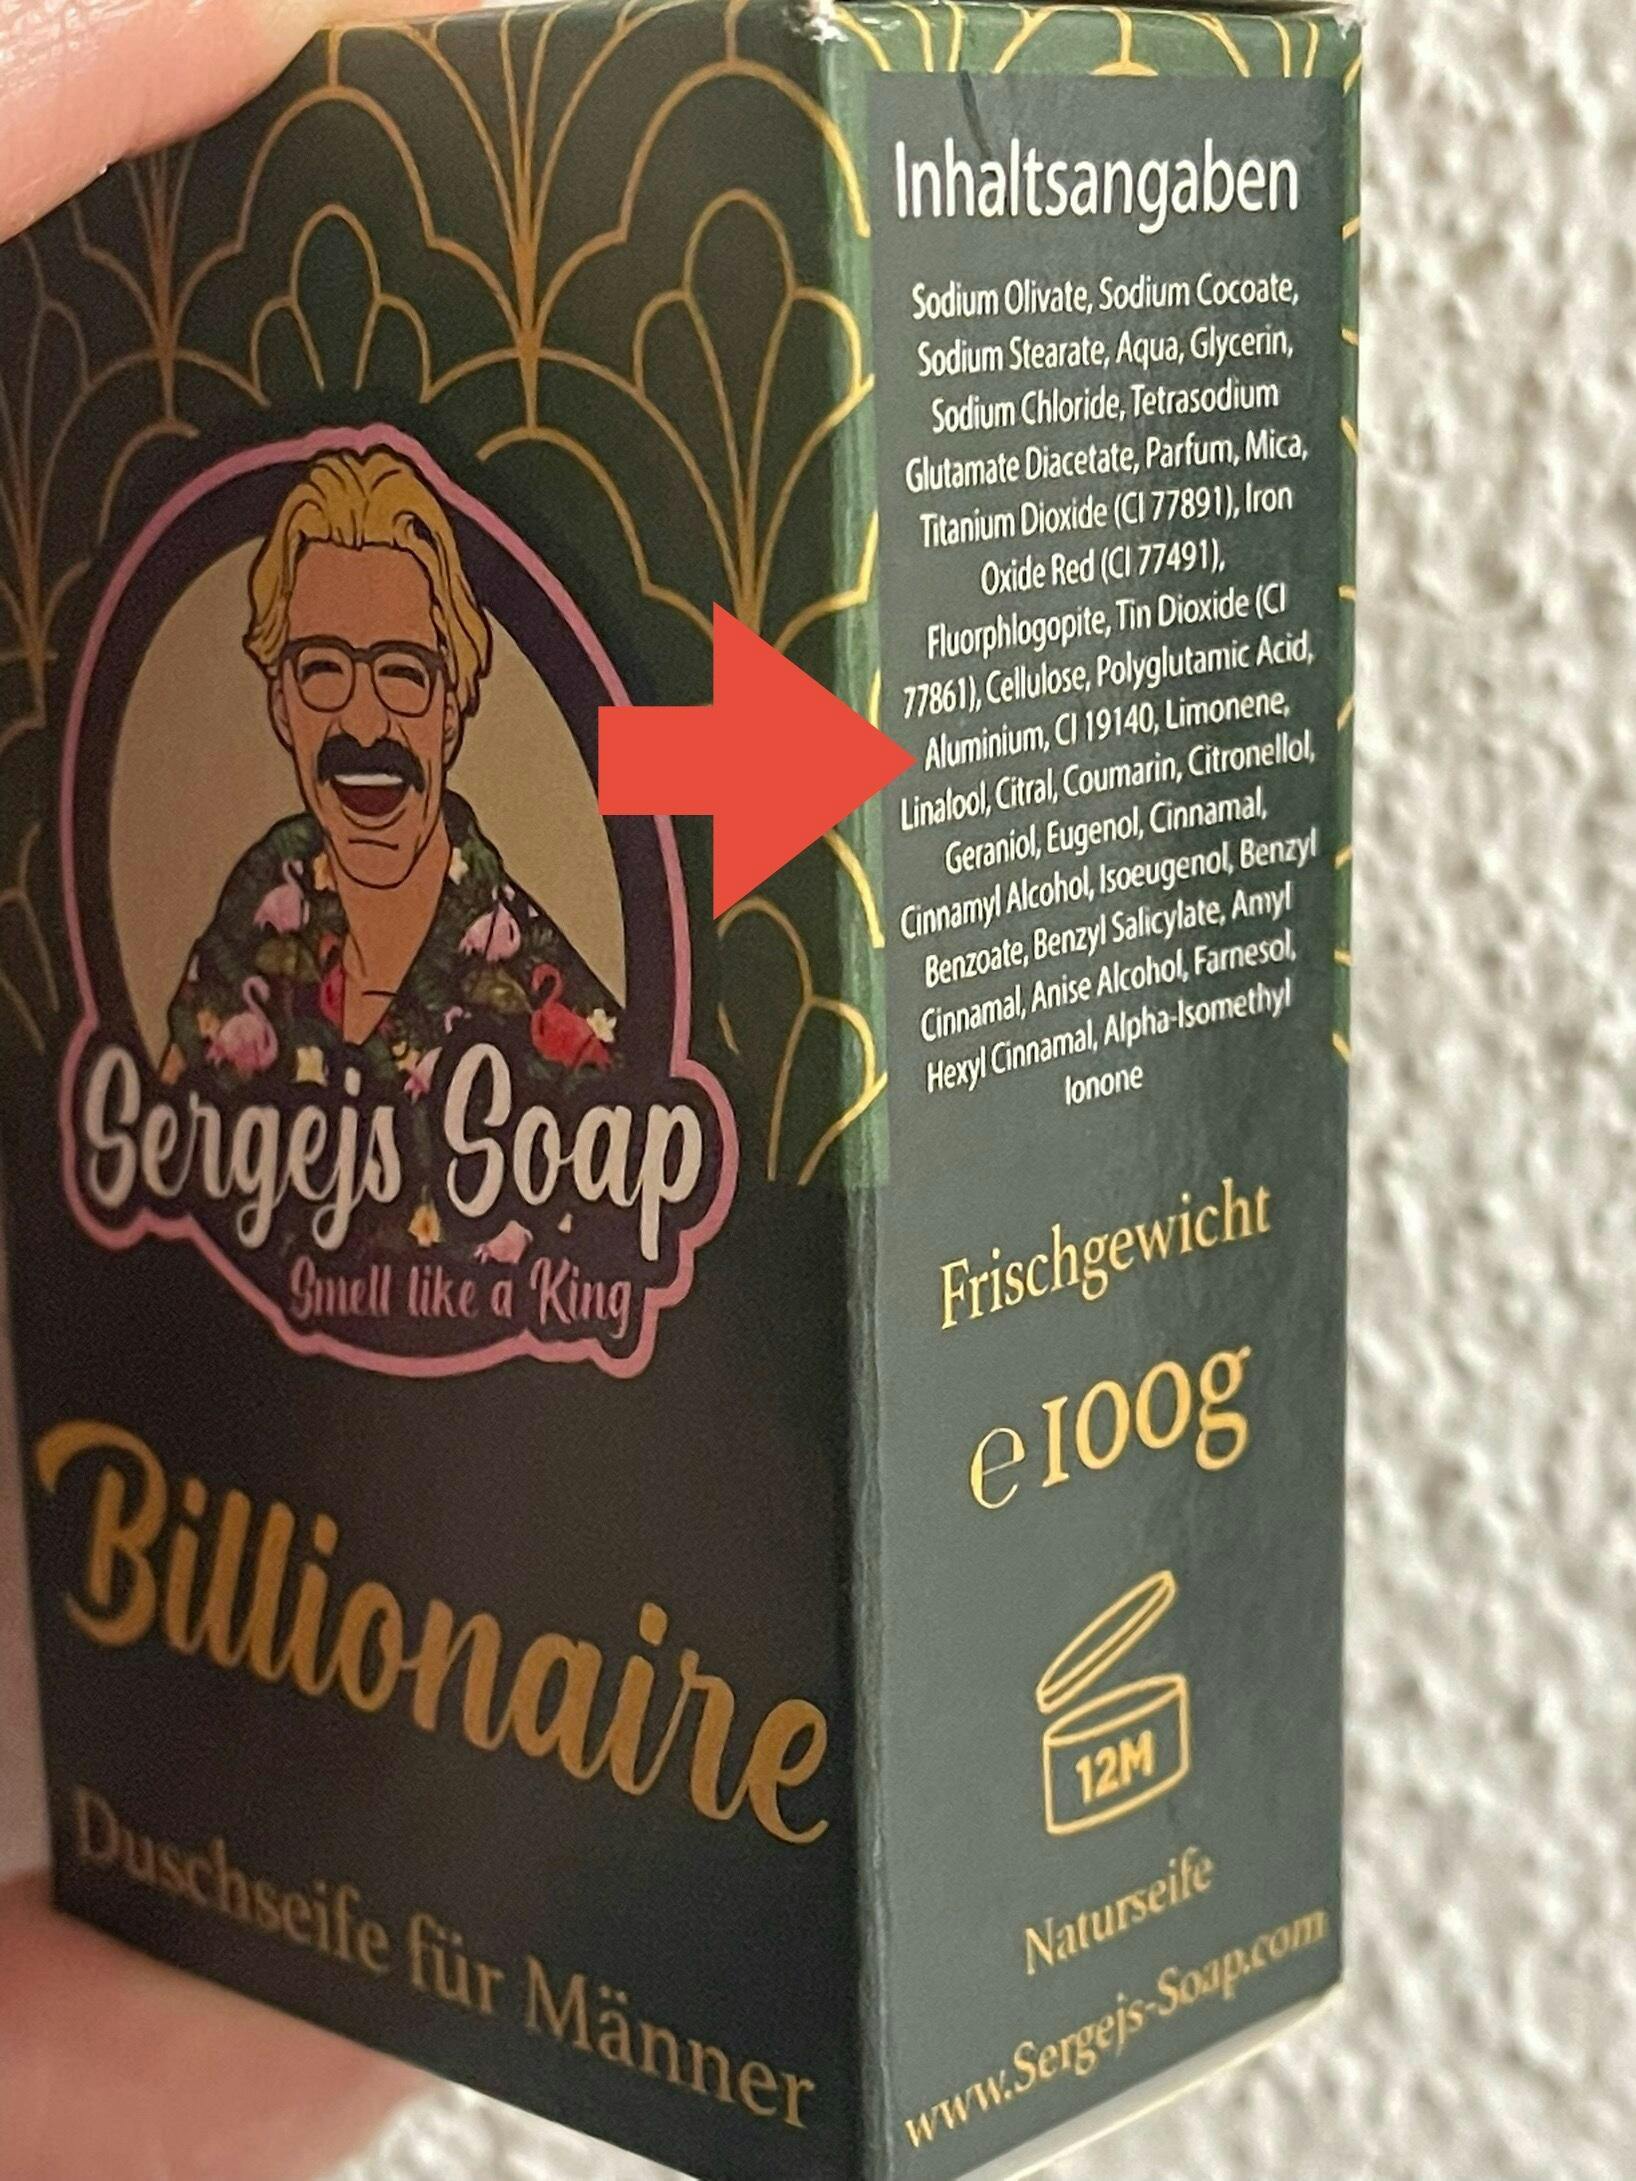 Sergejs Soap
Smell like a King
Billionaire
Duschseife für Männer
Inhaltsangaben
Sodium Olivate, Sodium Cocoate,
Sodium Stearate, Aqua, Glycerin,
Sodium Chloride, Tetrasodium
Glutamate Diacetate, Parfum, Mica,
Titanium Dioxide (CI 77891), Iron
Oxide Red (CI 77491),
Fluorphlogopite, Tin Dioxide (CI
77861), Cellulose, Polyglutamic Acid,
Aluminium, CI 19140, Limonene,
Linalool, Citral, Coumarin, Citronellol,
Geraniol, Eugenol, Cinnamal,
Cinnamyl Alcohol, Isoeugenol, Benzyl
Benzoate, Benzyl Salicylate, Amyl
Cinnamal, Anise Alcohol, Farnesol,
Hexyl Cinnamal, Alpha-Isomethyl
Ionone
Frischgewicht
℮100g
12M
Naturseife
www.Sergejs-Soap.com